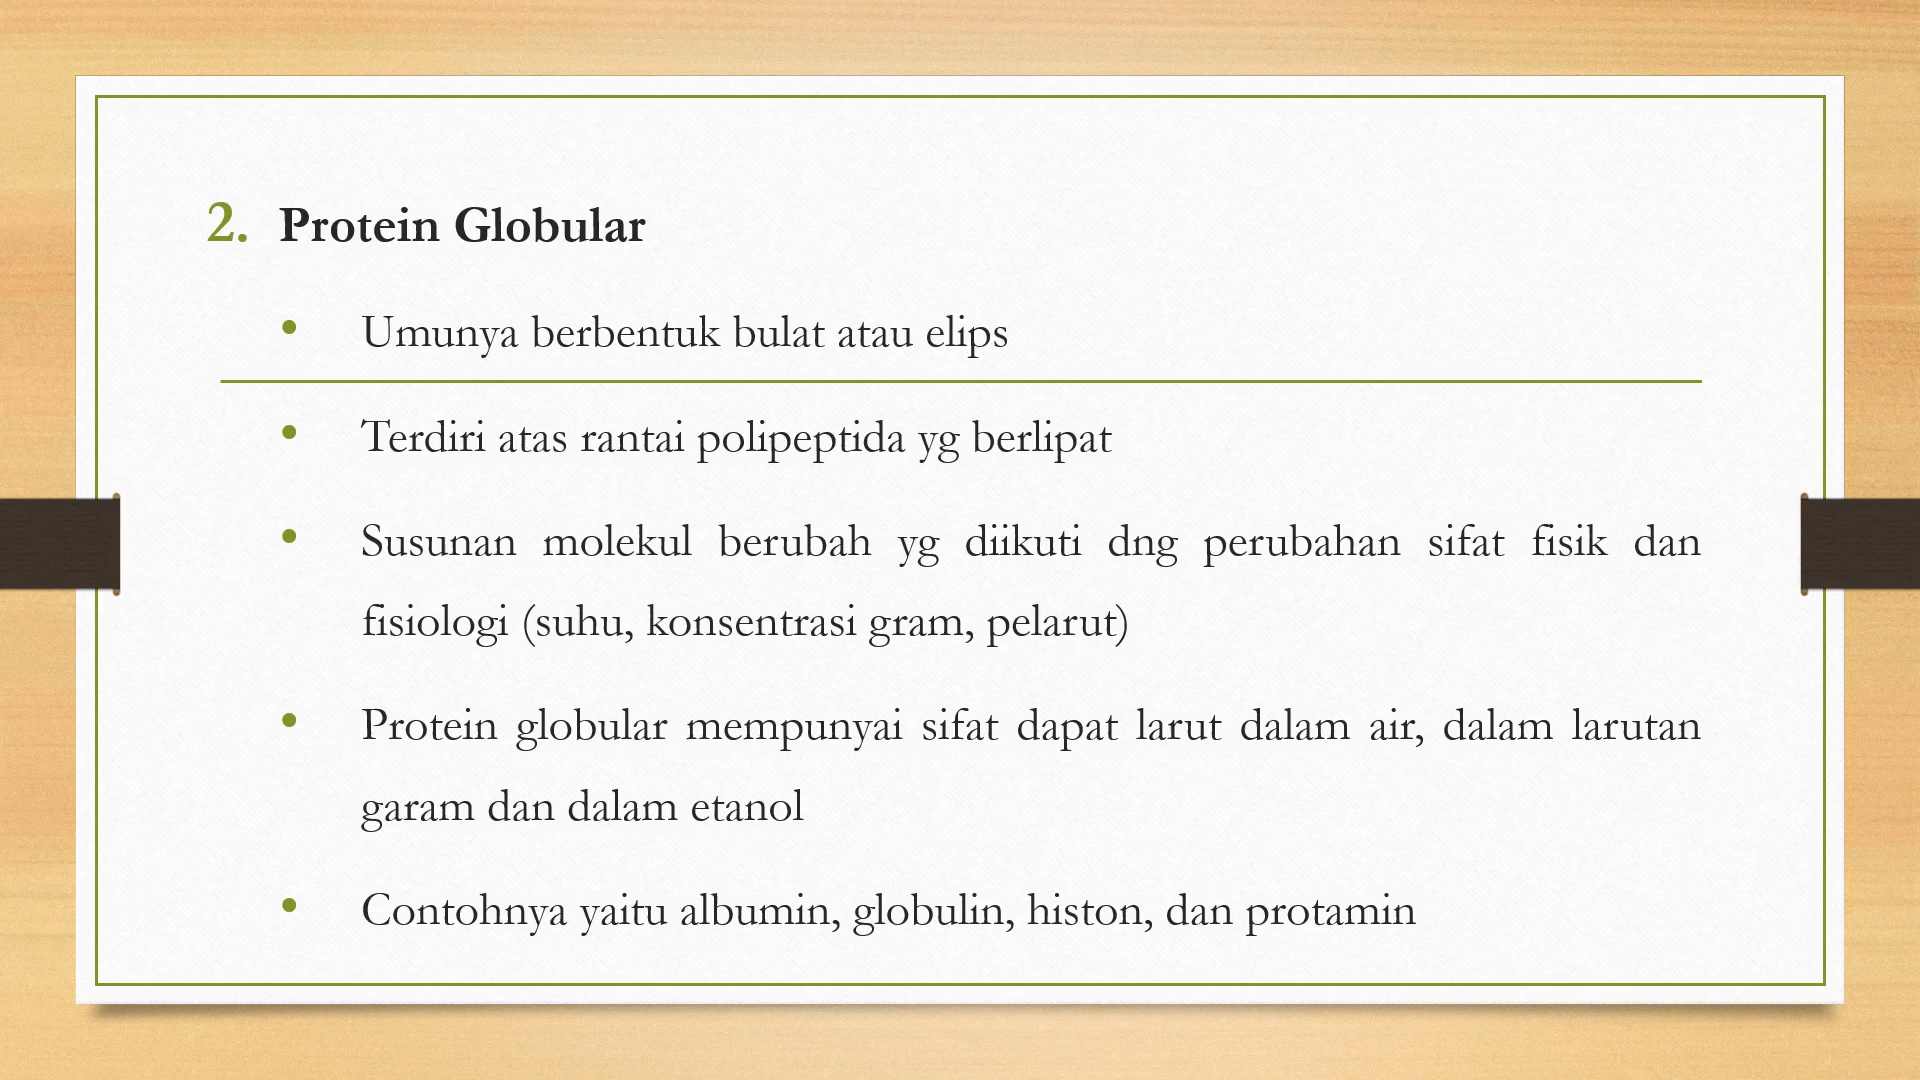 2. Protein Globular
• Umunya berbentuk bulat atau elips
• Terdiri atas rantai polipeptida yg berlipat
• Susunan molekul berubah yg diikuti dng perubahan sifat fisik dan
fisiologi (suhu, konsentrasi gram, pelarut)
• Protein globular mempunyai sifat dapat larut dalam air, dalam larutan
garam dan dalam etanol
• Contohnya yaitu albumin, globulin, histon, dan protamin